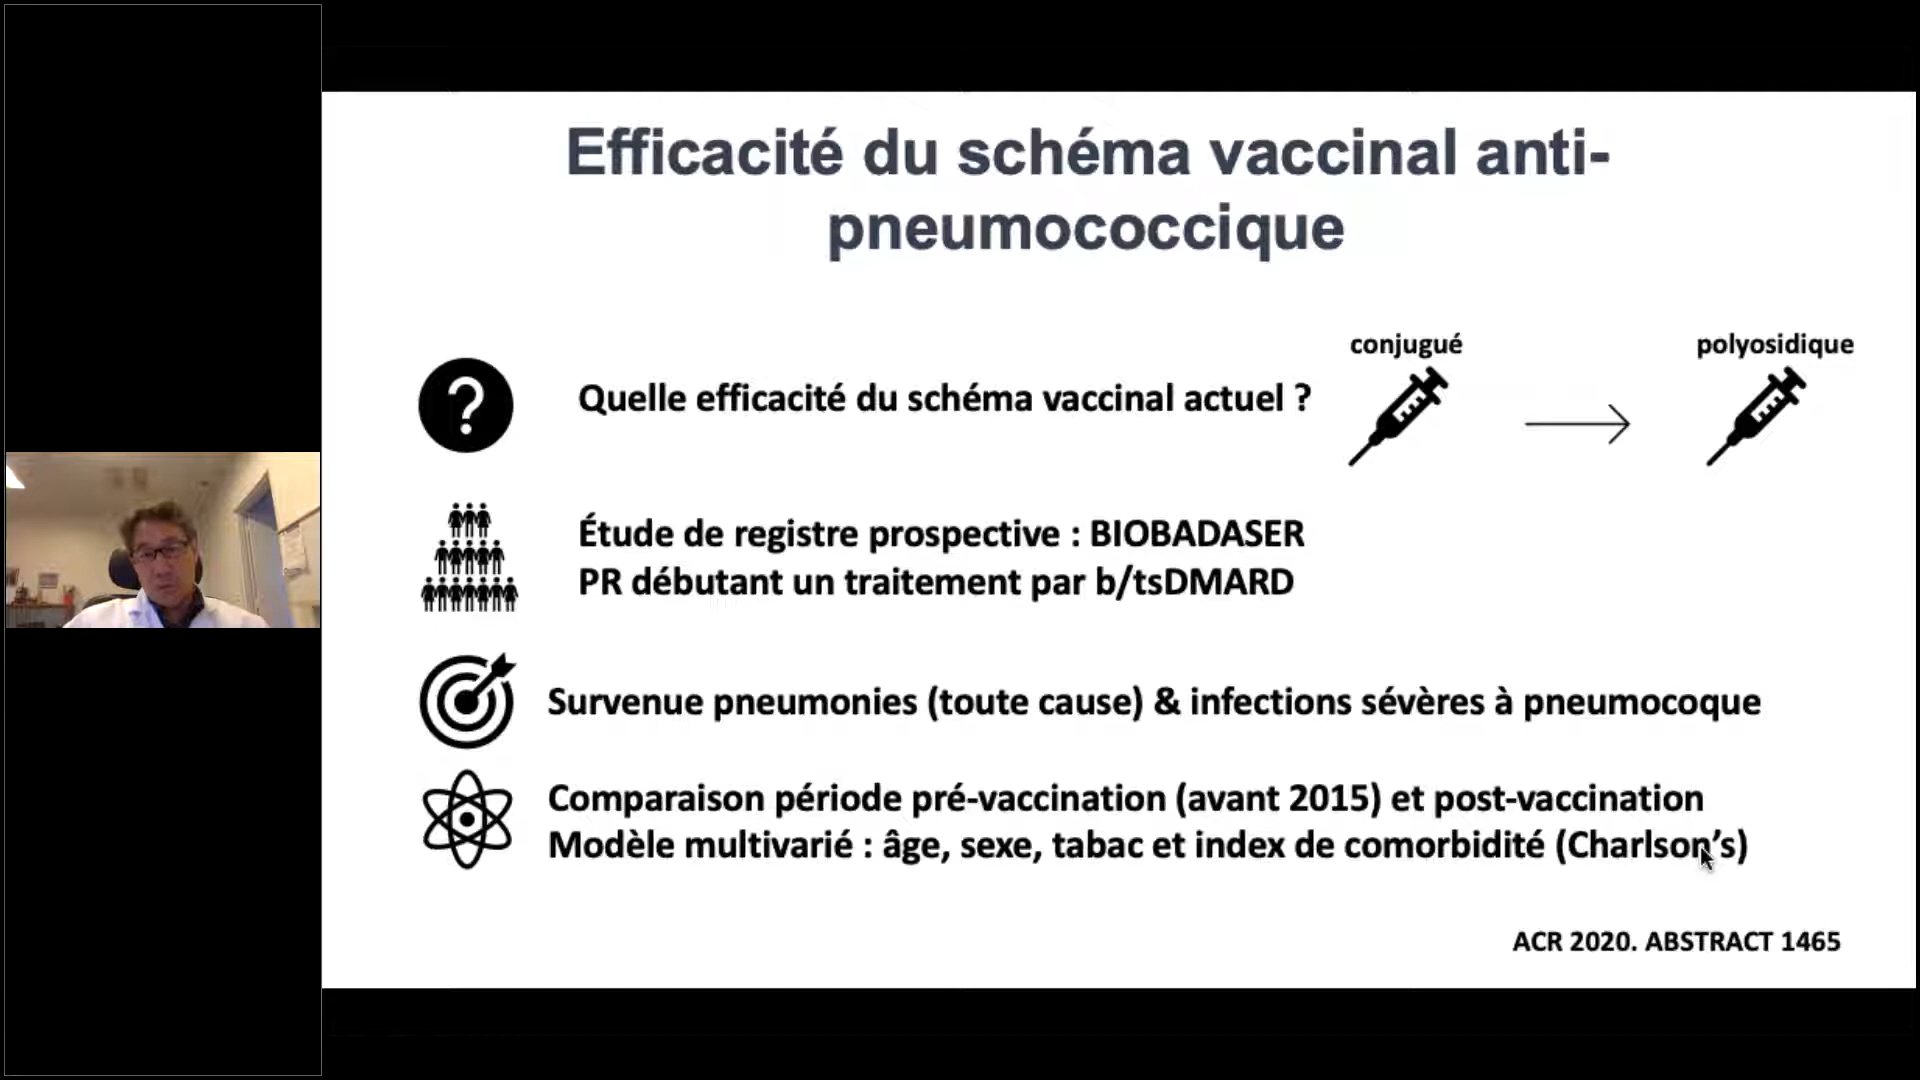 Efficacité du schéma vaccinal anti-
pneumococcique
conjugué
polyosidique
Quelle efficacité du schéma vaccinal actuel ?
Étude de registre prospective : BIOBADASER
PR débutant un traitement par b/tsDMARD
Survenue pneumonies (toute cause) & infections sévères à pneumocoque
Comparaison période pré-vaccination (avant 2015) et post-vaccination
Modèle multivarié : âge, sexe, tabac et index de comorbidité (Charlson’s)
ACR 2020. ABSTRACT 1465